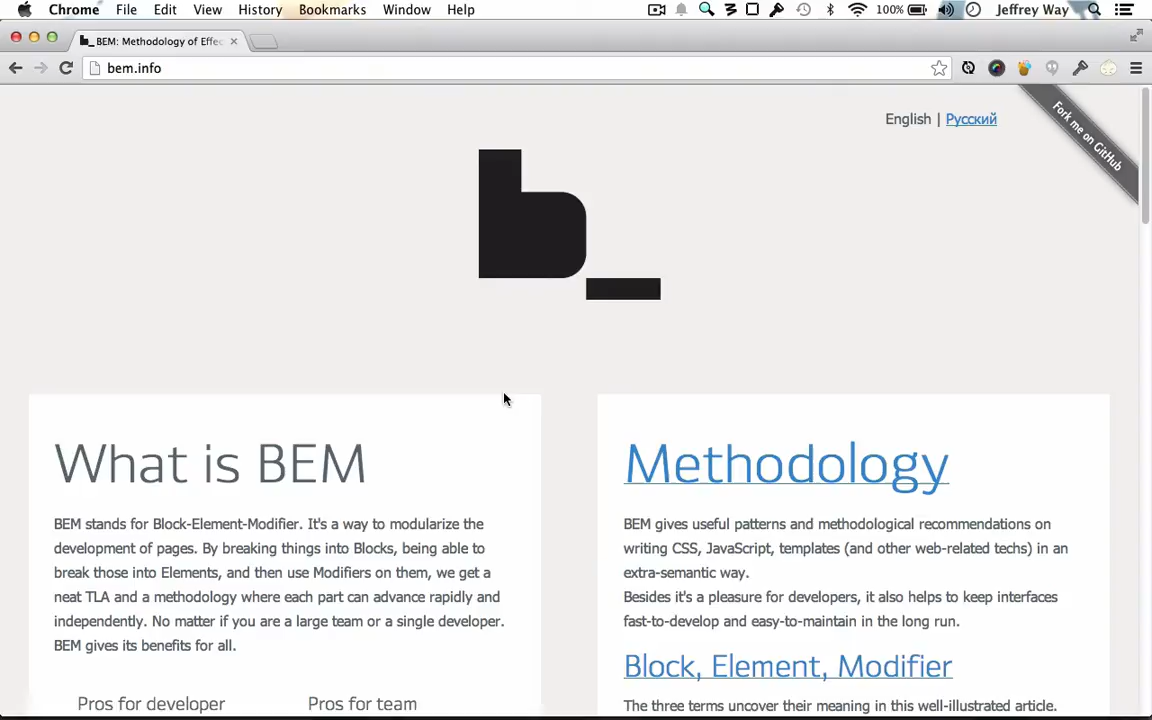 Chrome File Edit View History Bookmarks Window Help 100% Jeffrey Way
b_ BEM: Methodology of Effec
bem.info
English | Русский
Fork me on GitHub
b_
What is BEM
BEM stands for Block-Element-Modifier. It's a way to modularize the
development of pages. By breaking things into Blocks, being able to
break those into Elements, and then use Modifiers on them, we get a
neat TLA and a methodology where each part can advance rapidly and
independently. No matter if you are a large team or a single developer.
BEM gives its benefits for all.
Pros for developer Pros for team
Methodology
BEM gives useful patterns and methodological recommendations on
writing CSS, JavaScript, templates (and other web-related techs) in an
extra-semantic way.
Besides it's a pleasure for developers, it also helps to keep interfaces
fast-to-develop and easy-to-maintain in the long run.
Block, Element, Modifier
The three terms uncover their meaning in this well-illustrated article.